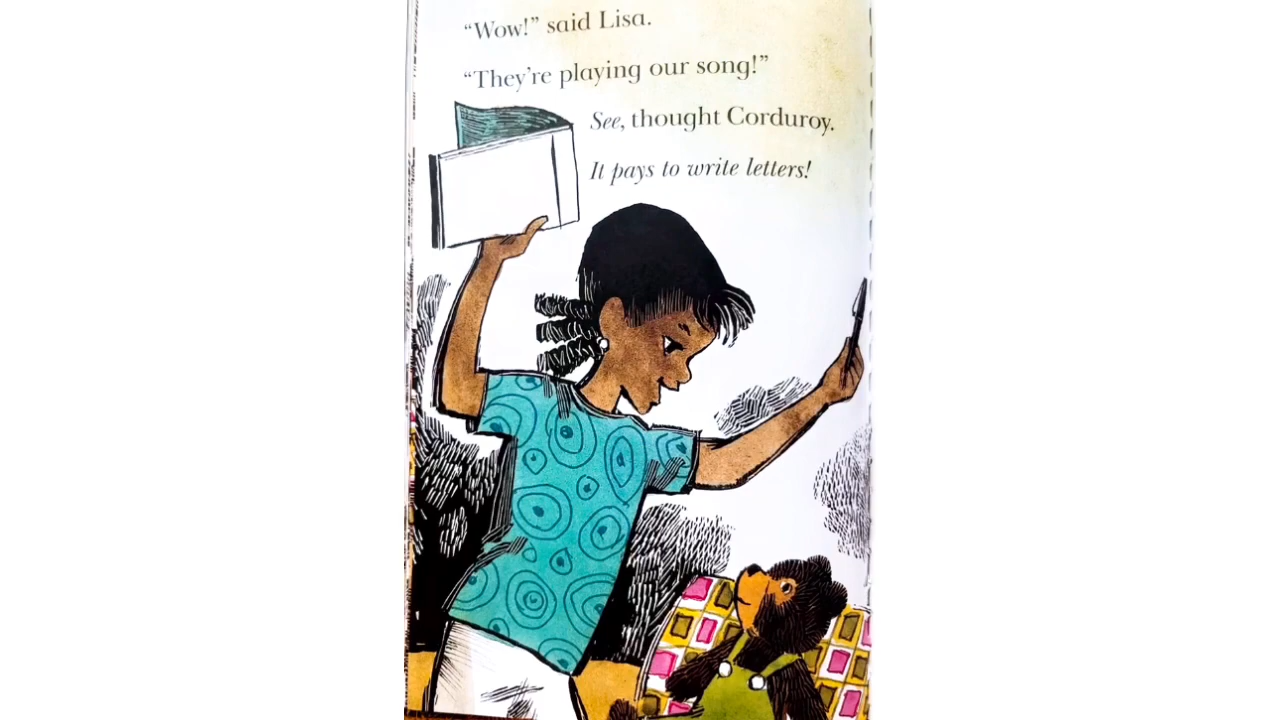 “Wow!” said Lisa.
“They’re playing our song!”
See, thought Corduroy.
It pays to write letters!